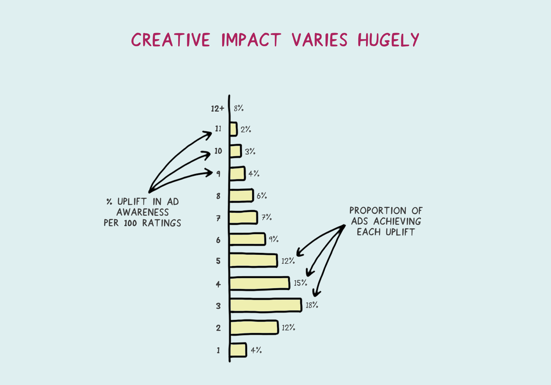 CREATIVE IMPACT VARIES HUGELY
12+ 8%
11 2%
10 3%
9 4%
8 6%
7 7%
6 9%
5 12%
4 15%
3 18%
2 12%
1 4%
% UPLIFT IN AD
AWARENESS
PER 100 RATINGS
PROPORTION OF
ADS ACHIEVING
EACH UPLIFT